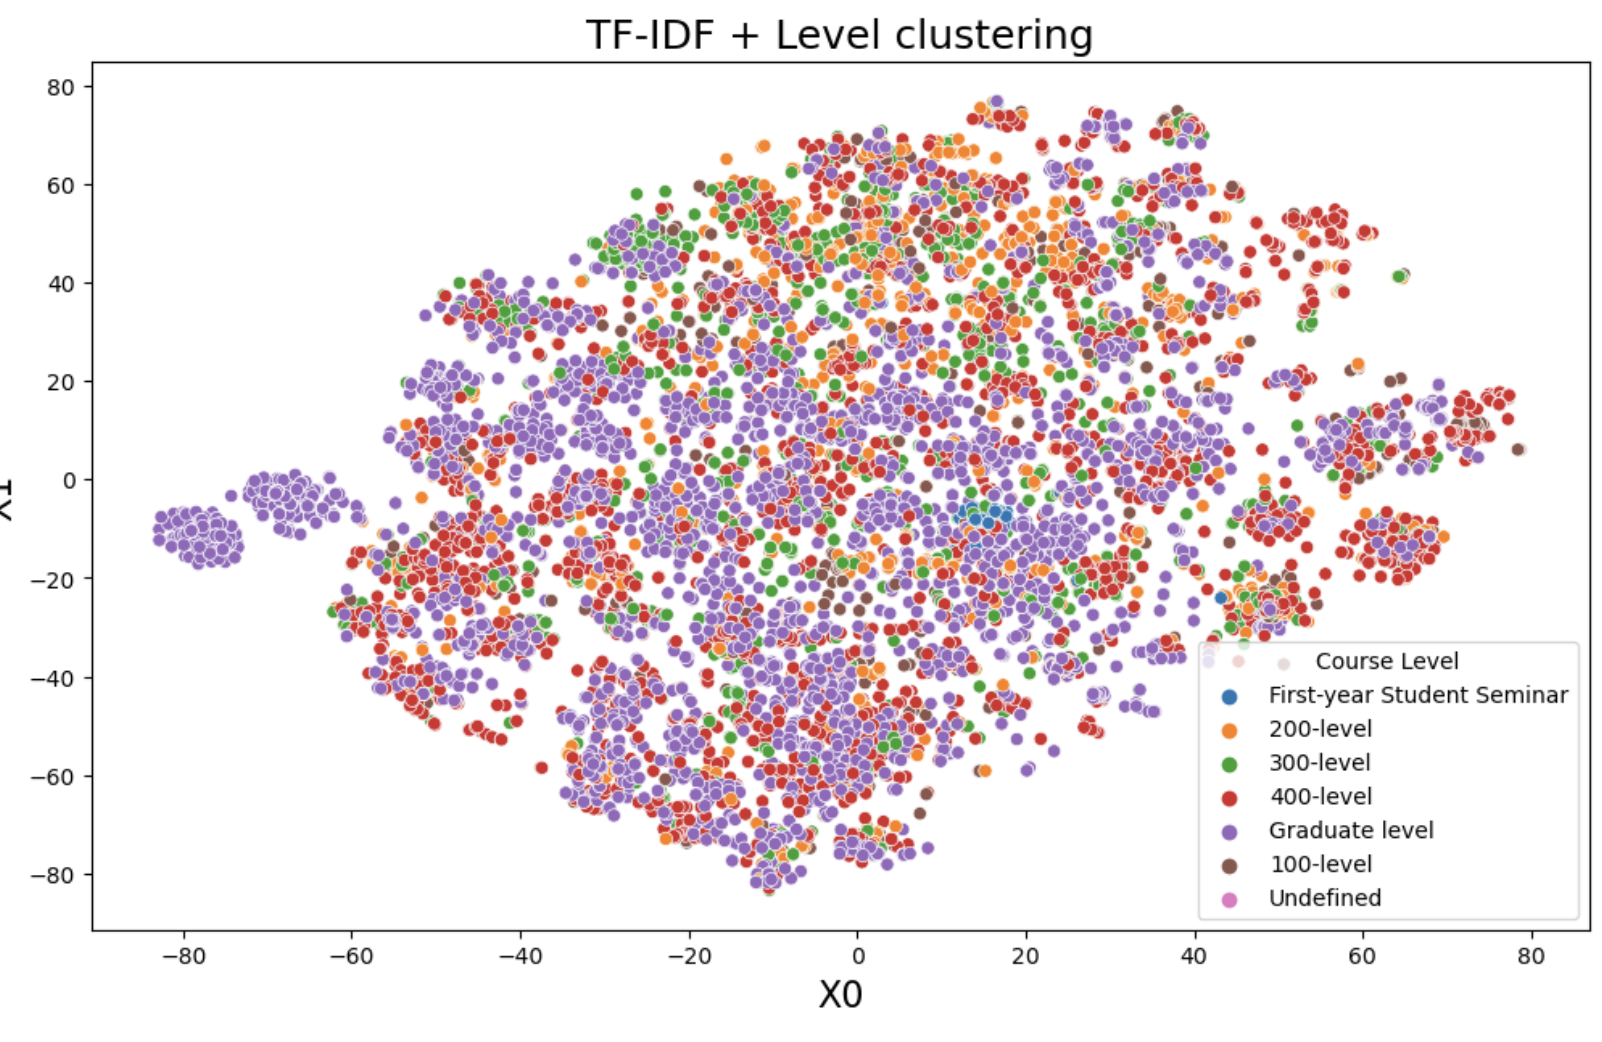 TF-IDF + Level clustering
80
60
40
20
0
−20
−40
−60
−80
X1
Course Level
First-year Student Seminar
200-level
300-level
400-level
Graduate level
100-level
Undefined
−80 −60 −40 −20 0 20 40 60 80
X0